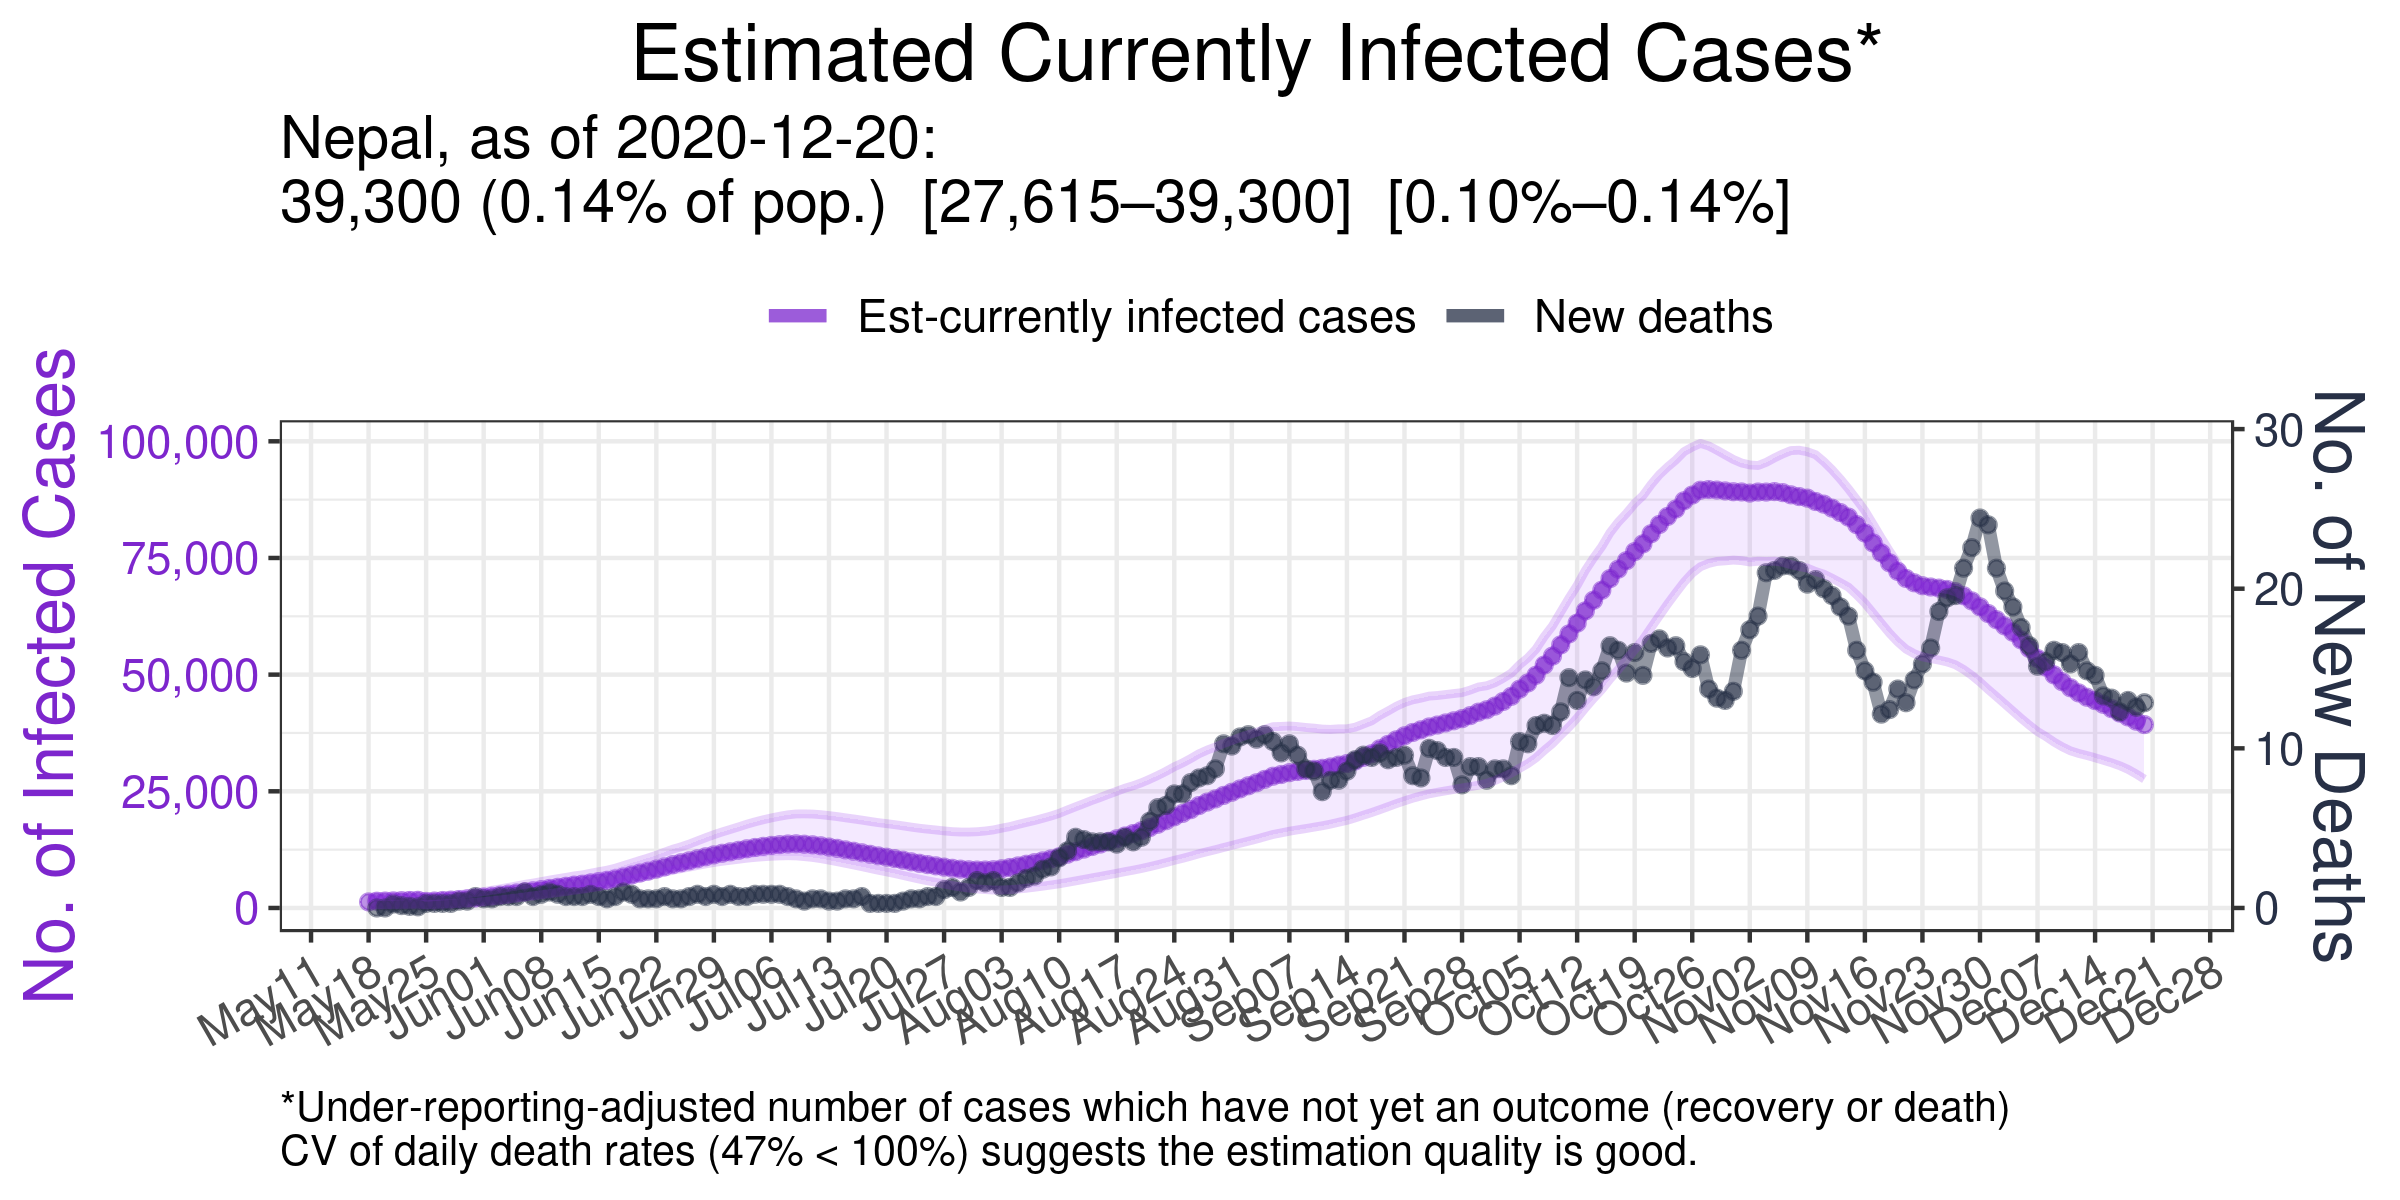 Estimated Currently Infected Cases*
Nepal, as of 2020-12-20:
39,300 (0.14% of pop.) [27,615–39,300] [0.10%–0.14%]
Est-currently infected cases
New deaths
No. of Infected Cases
100,000
75,000
50,000
25,000
0
30
20
10
0
No. of New Deaths
May11
May18
May25
Jun01
Jun08
Jun15
Jun22
Jun29
Jul06
Jul13
Jul20
Jul27
Aug03
Aug10
Aug17
Aug24
Aug31
Sep07
Sep14
Sep21
Sep28
Oct05
Oct12
Oct19
Oct26
Nov02
Nov09
Nov16
Nov23
Nov30
Dec07
Dec14
Dec21
Dec28
*Under-reporting-adjusted number of cases which have not yet an outcome (recovery or death)
CV of daily death rates (47% < 100%) suggests the estimation quality is good.